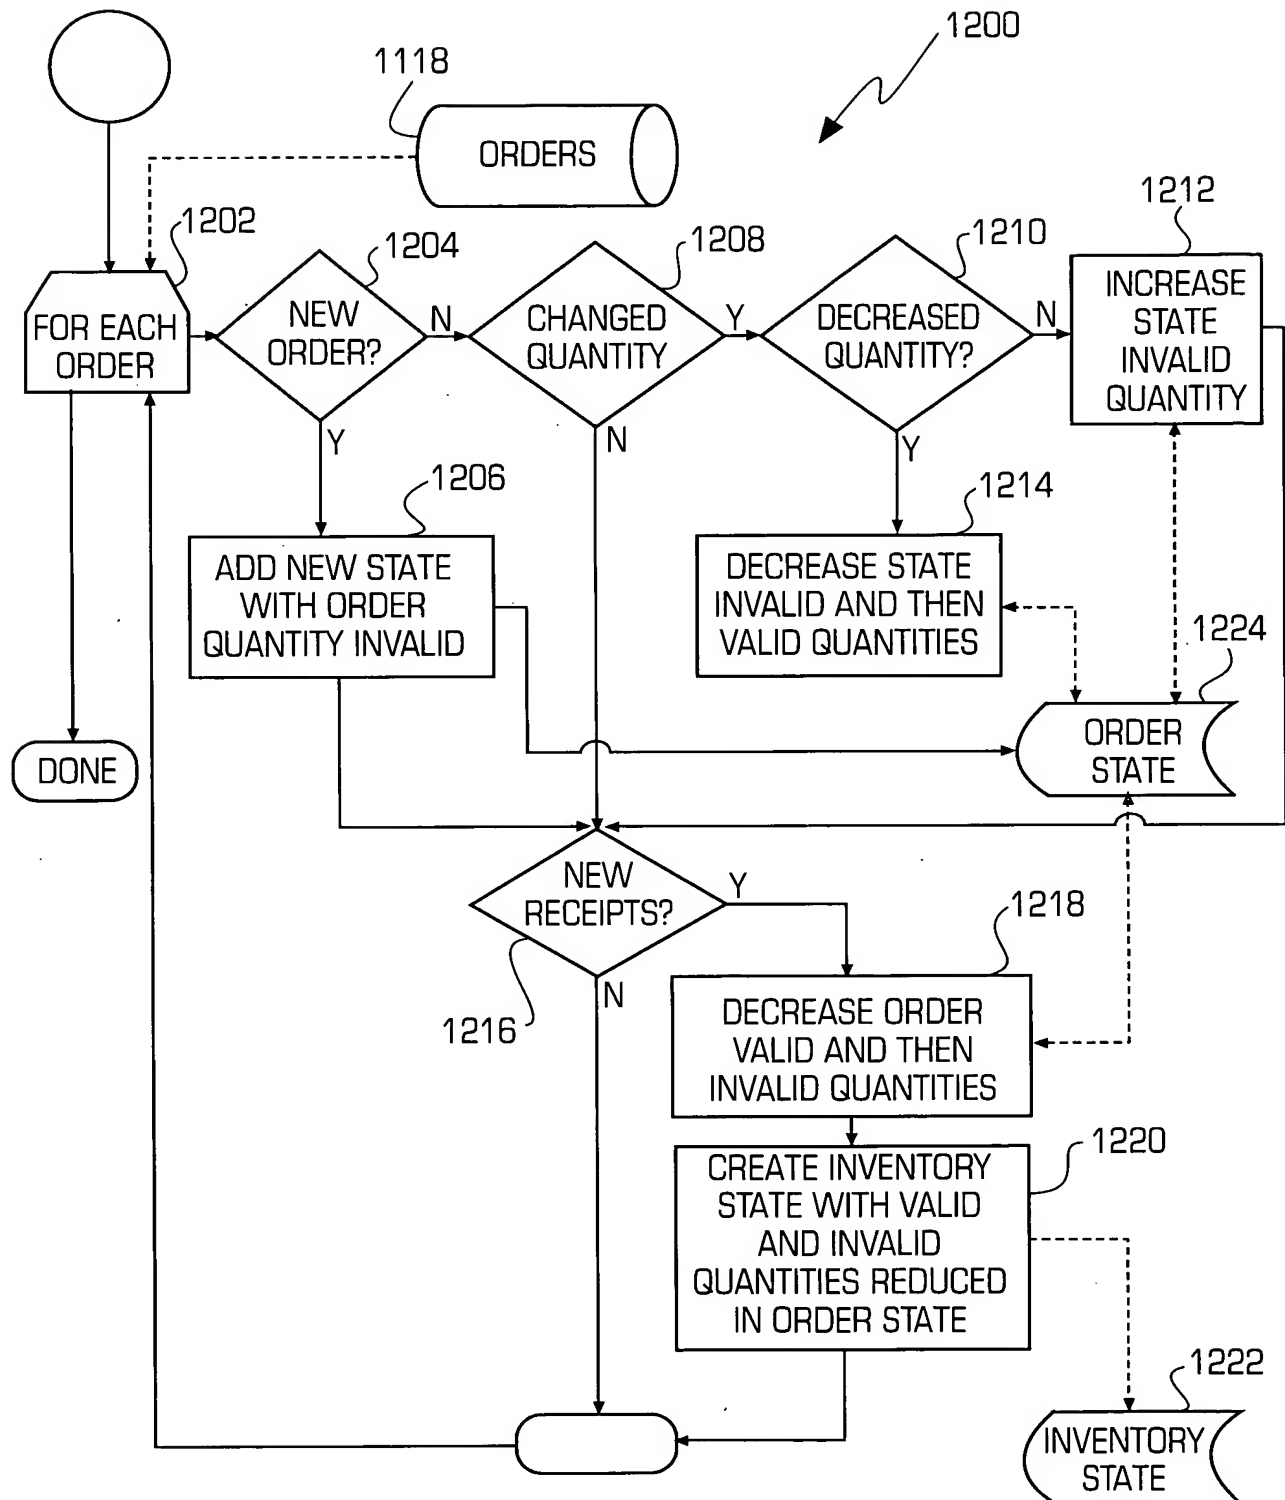 1200
1118
ORDERS
1202
1204
1208
1210
1212
FOR EACH
ORDER
NEW
ORDER?
N
CHANGED
QUANTITY
Y
DECREASED
QUANTITY?
N
INCREASE
STATE
INVALID
QUANTITY
Y
N
Y
1206
1214
ADD NEW STATE
WITH ORDER
QUANTITY INVALID
DECREASE STATE
INVALID AND THEN
VALID QUANTITIES
1224
ORDER
STATE
DONE
NEW
RECEIPTS?
Y
1218
N
1216
DECREASE ORDER
VALID AND THEN
INVALID QUANTITIES
1220
CREATE INVENTORY
STATE WITH VALID
AND INVALID
QUANTITIES REDUCED
IN ORDER STATE
1222
INVENTORY
STATE